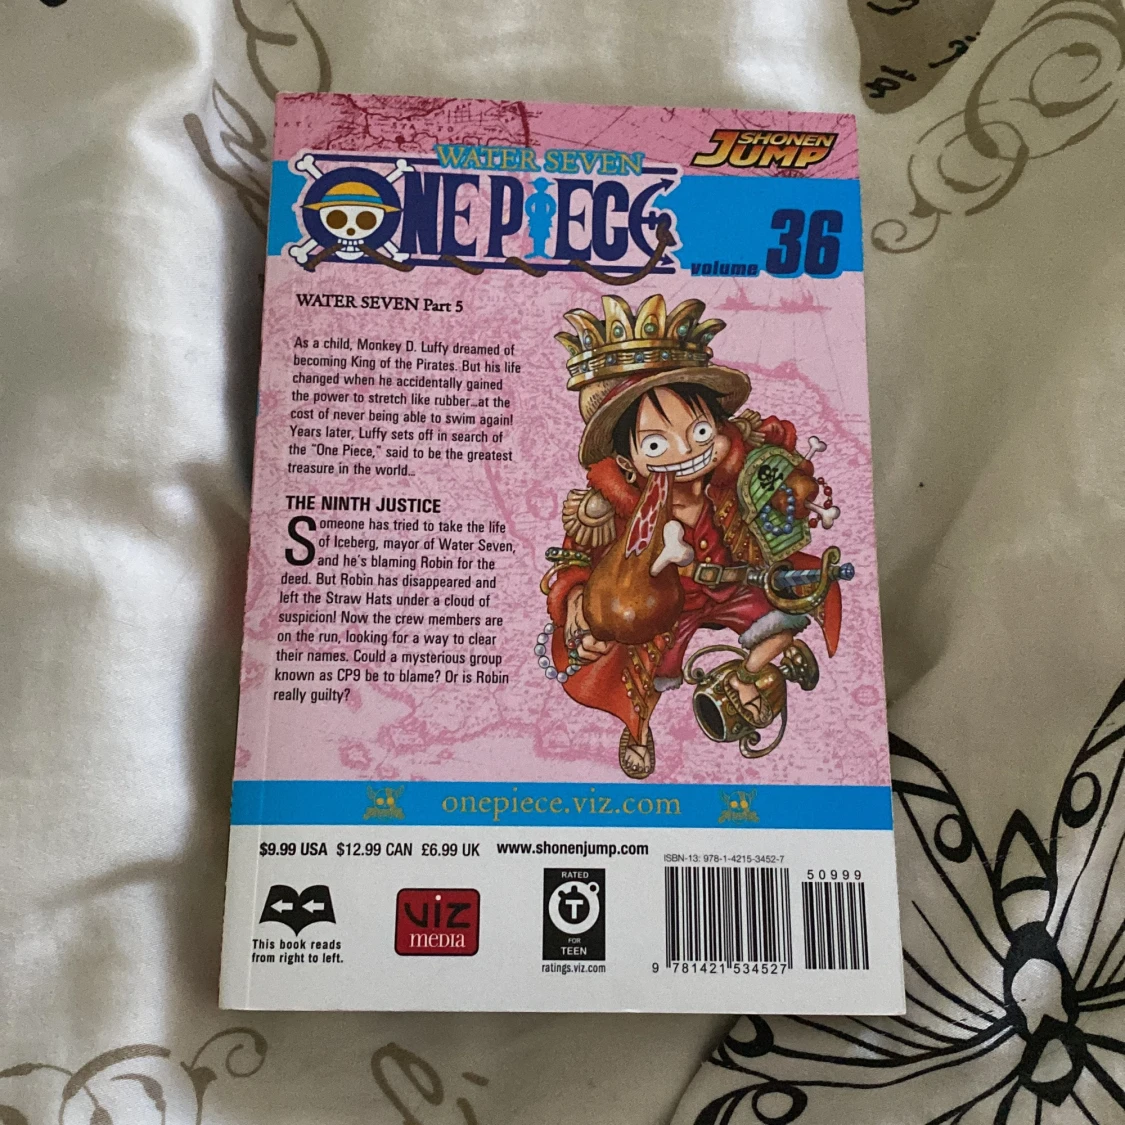 SHONEN
JUMP
WATER SEVEN
ONE PIECE
volume 36
WATER SEVEN Part 5
As a child, Monkey D. Luffy dreamed of
becoming King of the Pirates. But his life
changed when he accidentally gained
the power to stretch like rubber...at the
cost of never being able to swim again!
Years later, Luffy sets off in search of
the "One Piece," said to be the greatest
treasure in the world...
THE NINTH JUSTICE
Someone has tried to take the life
of Iceberg, mayor of Water Seven,
and he's blaming Robin for the
deed. But Robin has disappeared and
left the Straw Hats under a cloud of
suspicion! Now the crew members are
on the run, looking for a way to clear
their names. Could a mysterious group
known as CP9 be to blame? Or is Robin
really guilty?
onepiece.viz.com
$9.99 USA $12.99 CAN £6.99 UK www.shonenjump.com
ISBN-13: 978-1-4215-3452-7
50999
This book reads
from right to left.
viz
media
RATED
T
FOR
TEEN
ratings.viz.com
9 781421 534527